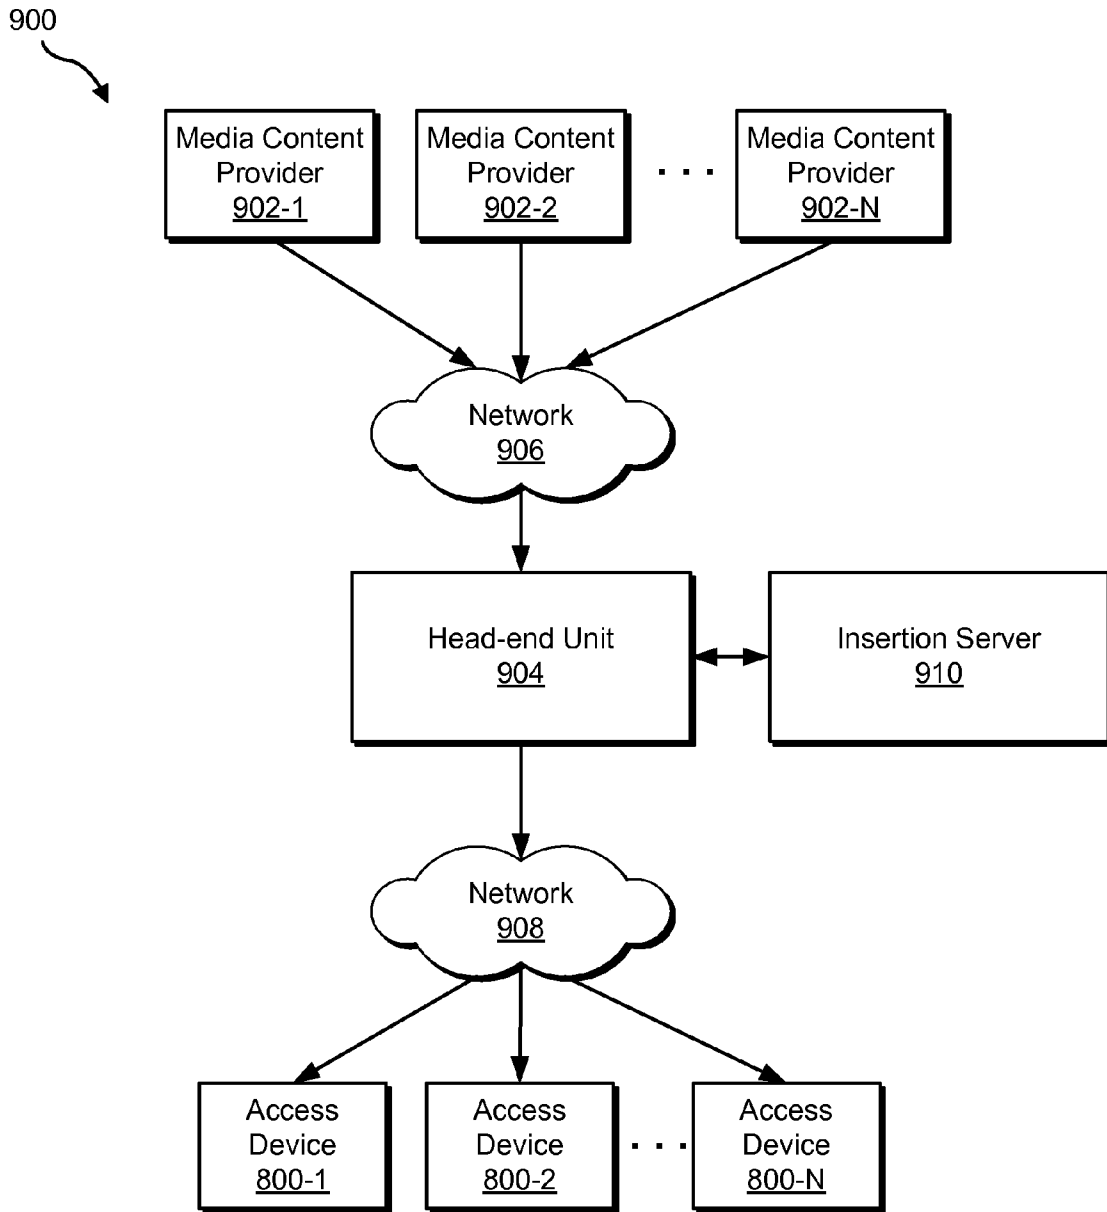 900
Media Content
Provider
902-1
Media Content
Provider
902-2
. . .
Media Content
Provider
902-N
Network
906
Head-end Unit
904
Insertion Server
910
Network
908
Access
Device
800-1
Access
Device
800-2
. . .
Access
Device
800-N